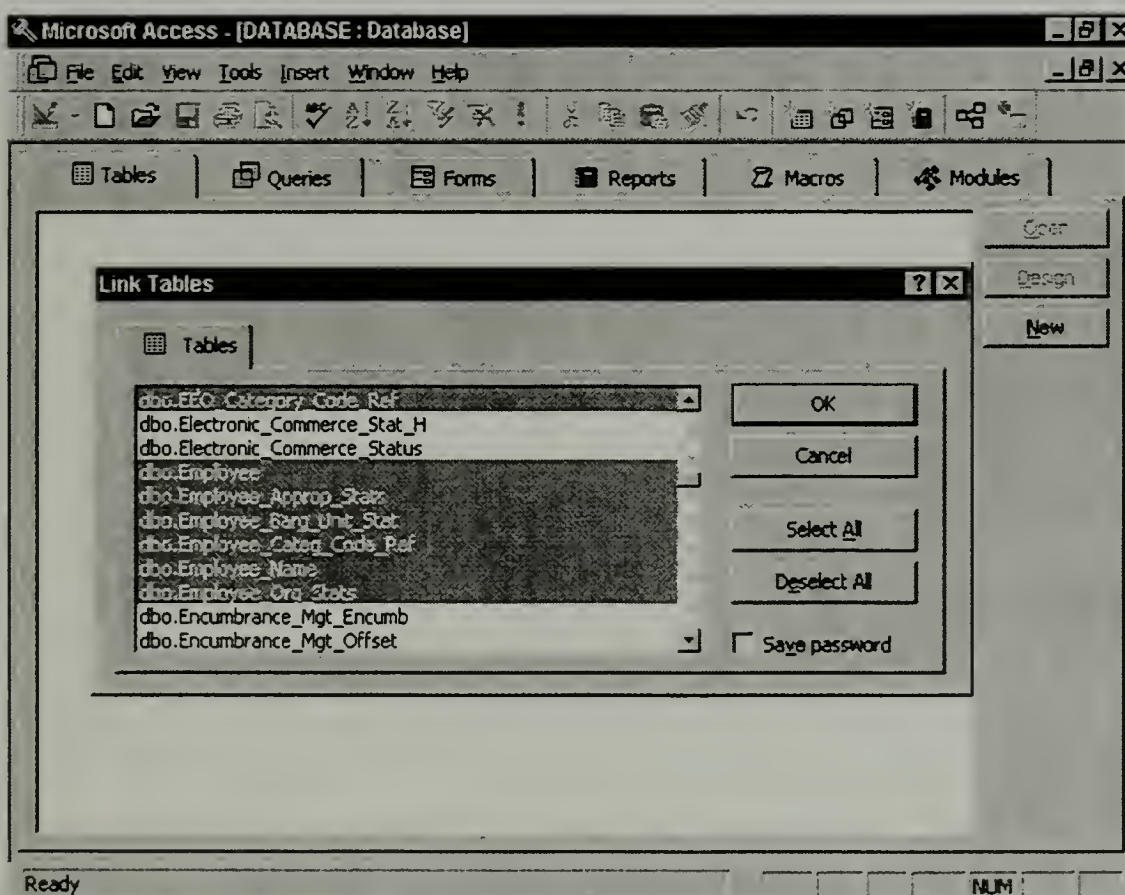 Microsoft Access - [DATABASE : Database]
File Edit View Tools Insert Window Help
Tables Queries Forms Reports Macros Modules
Open
Design
New
Link Tables
Tables
dbo.EEO_Category_Code_Ref
dbo.Electronic_Commerce_Stat_H
dbo.Electronic_Commerce_Status
dbo.Employee
dbo.Employee_Approp_Stats
dbo.Employee_Barg_Unit_Stat
dbo.Employee_Categ_Code_Ref
dbo.Employee_Name
dbo.Employee_Org_Stats
dbo.Encumbrance_Mgt_Encumb
dbo.Encumbrance_Mgt_Offset
OK
Cancel
Select All
Deselect All
Save password
Ready NUM